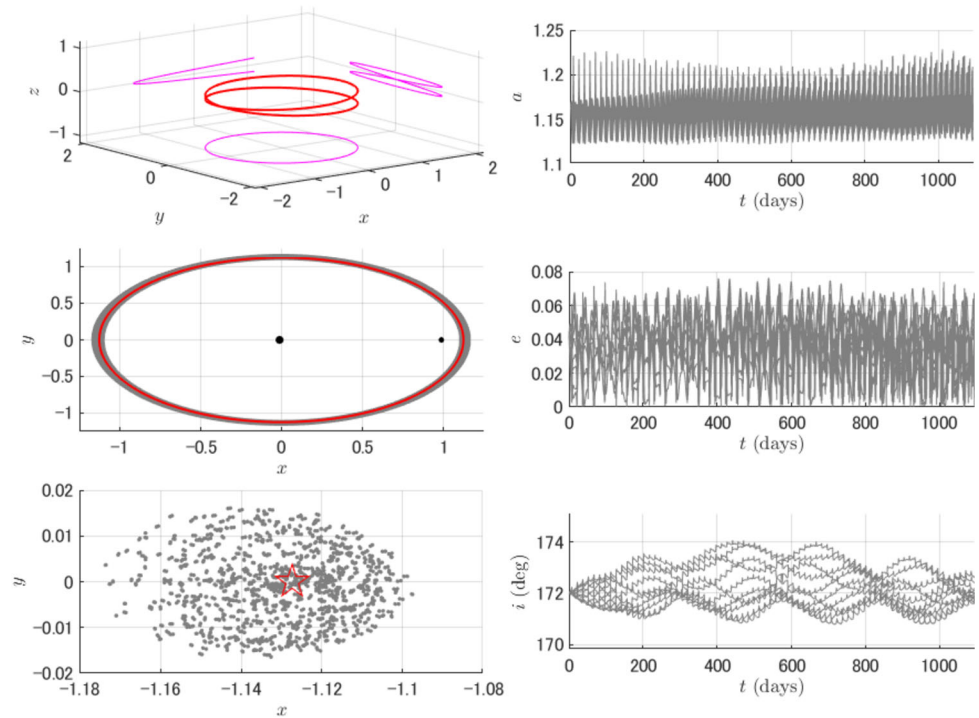 1
0
−1
z
2
0
−2
y
−2
−1
0
1
2
x
1.25
1.2
1.15
1.1
a
0 200 400 600 800 1000
t (days)
1
0.5
0
−0.5
−1
y
−1 −0.5 0 0.5 1
x
0.08
0.06
0.04
0.02
0
e
0 200 400 600 800 1000
t (days)
0.02
0.01
0
−0.01
−0.02
y
−1.18 −1.16 −1.14 −1.12 −1.1 −1.08
x
174
172
170
i (deg)
0 200 400 600 800 1000
t (days)